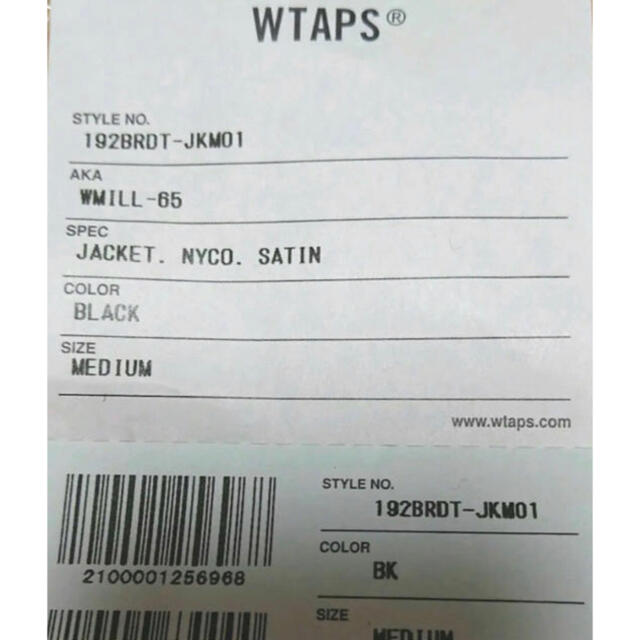 WTAPS®
STYLE NO.
192BRDT-JKM01
AKA
WMILL-65
SPEC
JACKET. NYCO. SATIN
COLOR
BLACK
SIZE
MEDIUM
www.wtaps.com
STYLE NO.
192BRDT-JKM01
COLOR
BK
2100001256968
SIZE
MEDIUM